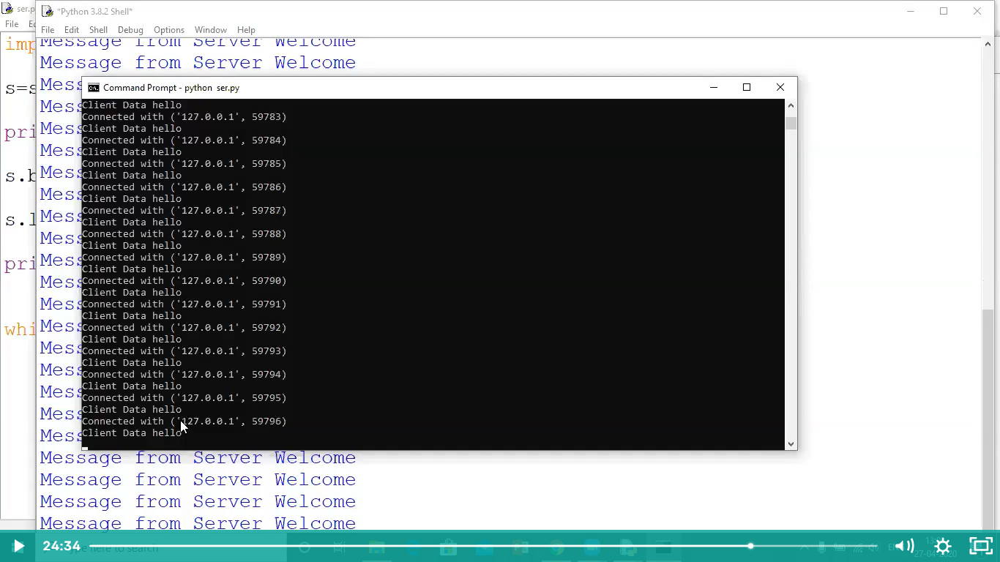 ser.p
*Python 3.8.2 Shell*
File
File Edit Shell Debug Options Window Help
Message from Server Welcome
imp
Message from Server Welcome
Mess
s=s
Mess
Mess
pri
Mess
Mess
s.b
Mess
Mess
s.l
Mess
Mess
pri
Mess
Mess
Mess
whi
Mess
Mess
Mess
Mess
Mess
Mess
Command Prompt - python ser.py
Client Data hello
Connected with ('127.0.0.1', 59783)
Client Data hello
Connected with ('127.0.0.1', 59784)
Client Data hello
Connected with ('127.0.0.1', 59785)
Client Data hello
Connected with ('127.0.0.1', 59786)
Client Data hello
Connected with ('127.0.0.1', 59787)
Client Data hello
Connected with ('127.0.0.1', 59788)
Client Data hello
Connected with ('127.0.0.1', 59789)
Client Data hello
Connected with ('127.0.0.1', 59790)
Client Data hello
Connected with ('127.0.0.1', 59791)
Client Data hello
Connected with ('127.0.0.1', 59792)
Client Data hello
Connected with ('127.0.0.1', 59793)
Client Data hello
Connected with ('127.0.0.1', 59794)
Client Data hello
Connected with ('127.0.0.1', 59795)
Client Data hello
Connected with ('127.0.0.1', 59796)
Client Data hello
Message from Server Welcome
Message from Server Welcome
Message from Server Welcome
Message from Server Welcome
24:34
here to search
27-04-2020